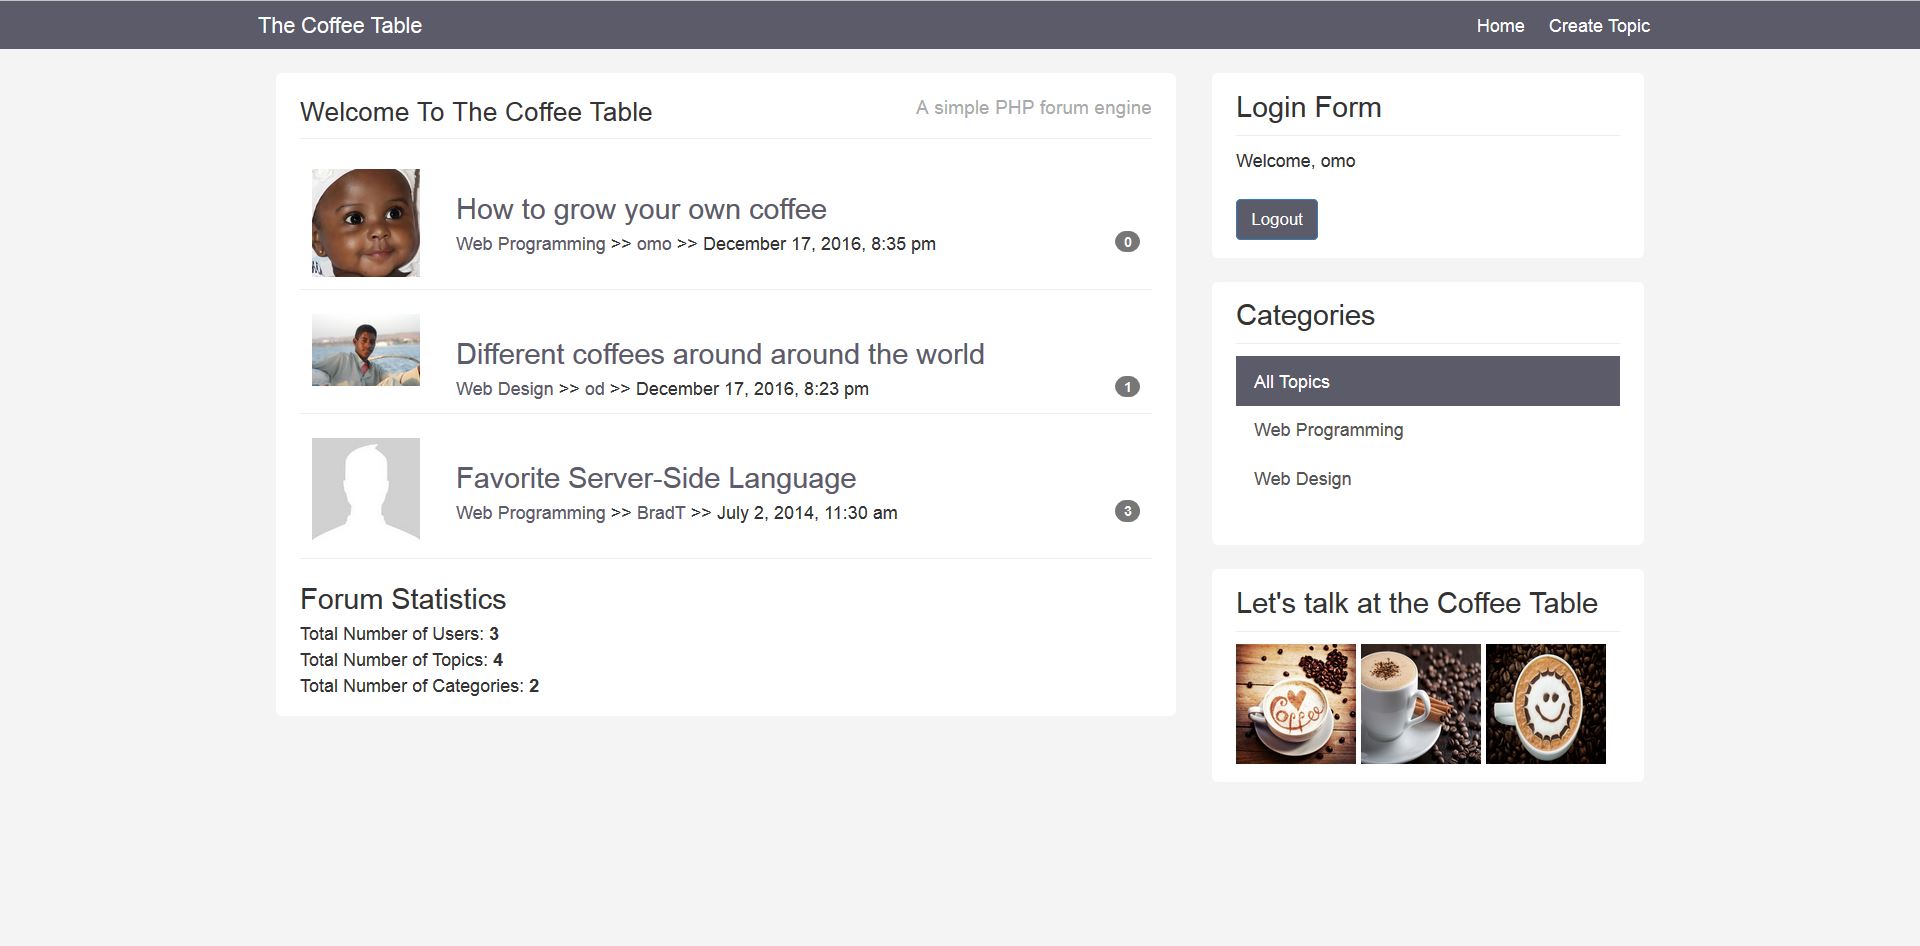 The Coffee Table
Home
Create Topic
Welcome To The Coffee Table
A simple PHP forum engine
How to grow your own coffee
Web Programming >> omo >> December 17, 2016, 8:35 pm
0
Different coffees around around the world
Web Design >> od >> December 17, 2016, 8:23 pm
1
Favorite Server-Side Language
Web Programming >> BradT >> July 2, 2014, 11:30 am
3
Forum Statistics
Total Number of Users: 3
Total Number of Topics: 4
Total Number of Categories: 2
Login Form
Welcome, omo
Logout
Categories
All Topics
Web Programming
Web Design
Let's talk at the Coffee Table
Coffee